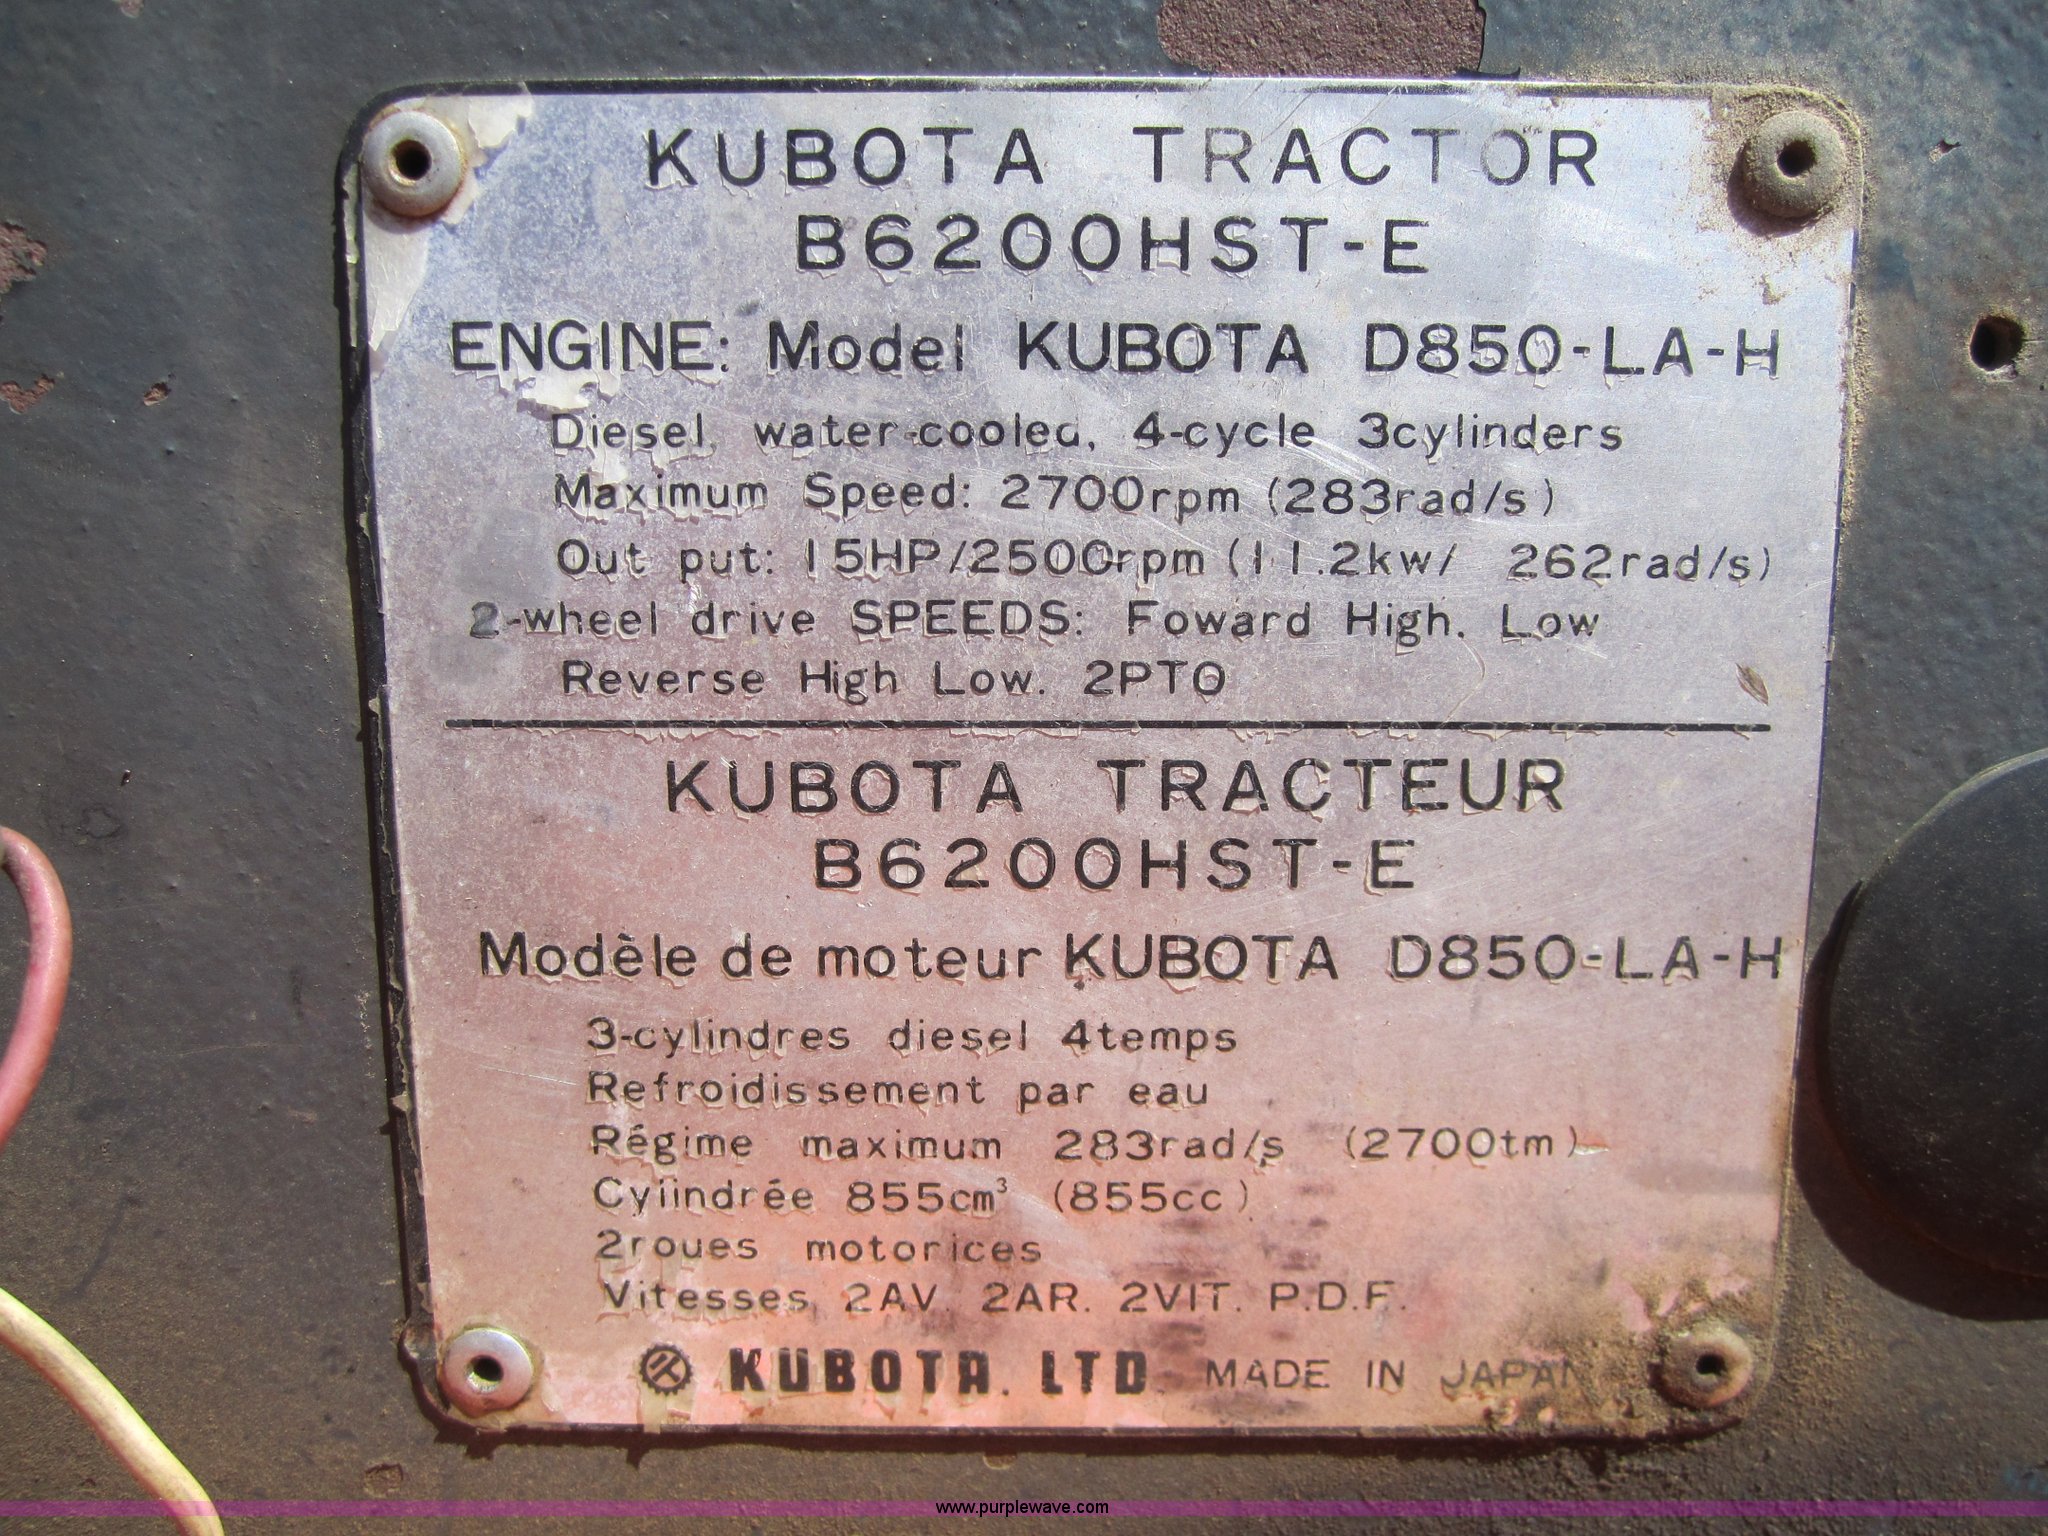 KUBOTA TRACTOR
B6200HST-E
ENGINE: Model KUBOTA D850-LA-H
Diesel, water-cooled, 4-cycle 3cylinders
Maximum Speed: 2700rpm (283rad/s)
Out put: 15HP/2500rpm (11.2kw/ 262rad/s)
2-wheel drive SPEEDS: Foward High. Low
Reverse High Low. 2PTO
KUBOTA TRACTEUR
B6200HST-E
Modèle de moteur KUBOTA D850-LA-H
3-cylindres diesel 4temps
Refroidissement par eau
Régime maximum 283rad/s (2700tm)
Cylindrée 855cm³ (855cc)
2roues motorices
Vitesses, 2AV. 2AR. 2VIT. P.D.F.
KUBOTA. LTD. MADE IN JAPAN
www.purplewave.com